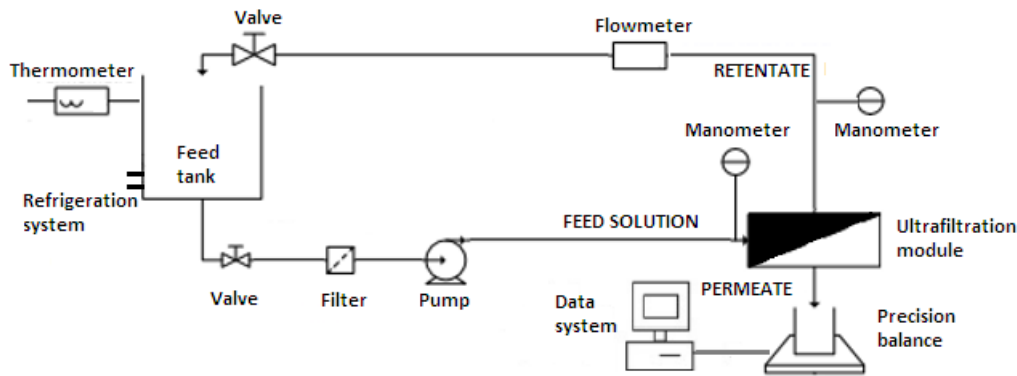 Valve
Flowmeter
Thermometer
RETENTATE
Manometer
Manometer
Feed
tank
Refrigeration
system
FEED SOLUTION
Ultrafiltration
module
Valve
Filter
Pump
PERMEATE
Data
system
Precision
balance